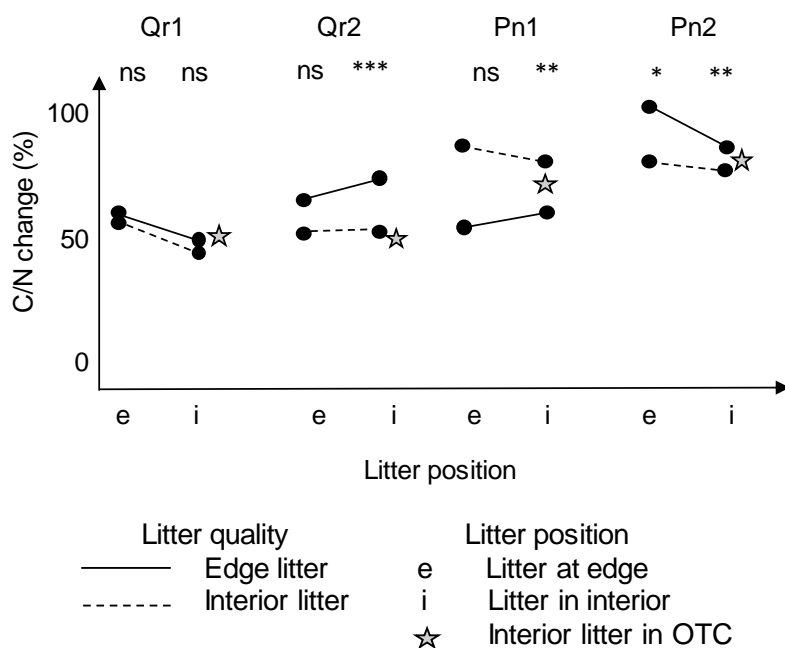 Qr1 Qr2 Pn1 Pn2
ns ns ns *** ns ** * **
100
50
0
C/N change (%)
e i e i e i e i
Litter position
Litter quality Litter position
Edge litter e Litter at edge
Interior litter i Litter in interior
Interior litter in OTC